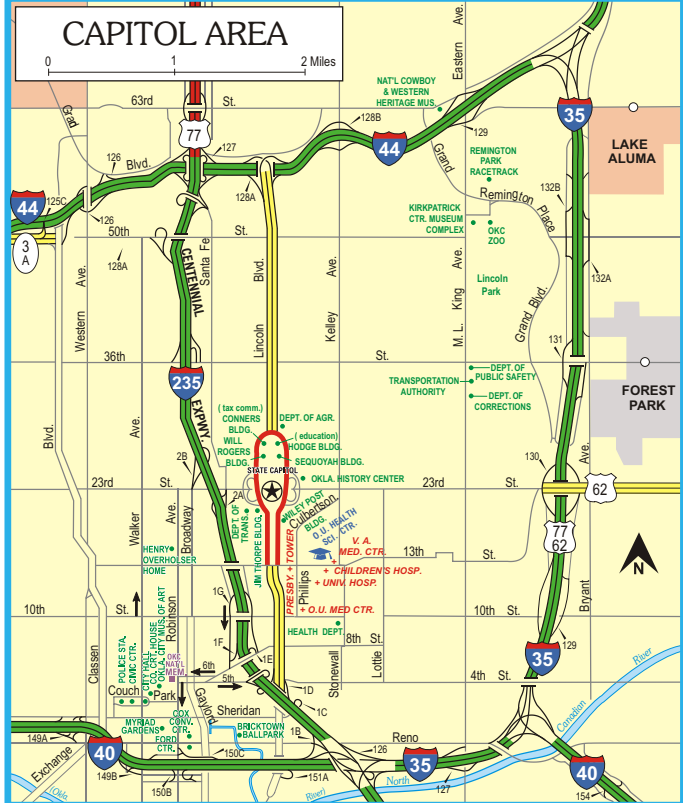 CAPITOL AREA
0 1 2 Miles
63rd St.
Grad
Blvd.
77
127
126
128B
44
Eastern Ave.
NAT'L COWBOY
& WESTERN
HERITAGE MUS.
129
35
LAKE
ALUMA
Grand
REMINGTON
PARK
RACETRACK
Remington Place
132B
44
125C
126
128A
KIRKPATRICK
CTR. MUSEUM
COMPLEX
OKC
ZOO
50th
3
A
128A
CENTENNIAL
Santa Fe
Western Ave.
Lincoln Blvd.
Kelley Ave.
M. L. King Ave.
Lincoln
Park
Grand Blvd.
132A
131
36th St.
235
EXPWY.
DEPT. OF
PUBLIC SAFETY
TRANSPORTATION
AUTHORITY
DEPT. OF
CORRECTIONS
FOREST
PARK
( tax comm.)
CONNERS
BLDG.
WILL
ROGERS
BLDG.
DEPT. OF AGR.
( education)
HODGE BLDG.
SEQUOYAH BLDG.
STATE CAPITOL
OKLA. HISTORY CENTER
Blvd.
Ave.
2B
130
Ave.
23rd St.
23rd St.
62
2A
Walker
Ave.
Broadway
DEPT. OF
TRANS.
JIM THORPE BLDG.
WILEY POST
BLDG.
Culbertson
O.U. HEALTH
SCI. CTR.
77
62
N
HENRY
OVERHOLSER
HOME
PRESBY. + TOWER
V. A.
+ MED. CTR.
13th St.
+ CHILDREN'S HOSP.
+ UNIV. HOSP.
Phillips
+ O.U. MED CTR.
1G
Bryant
10th St.
10th St.
HEALTH DEPT.
8th St.
Robinson
Classen
POLICE STA.
CIVIC CTR.
CITY HALL
CO. CRT. HOUSE
OKLA. CITY MUS. OF ART
OKC
NAT'L
MEM.
1F
1E
6th
5th
Stonewall
Lottie
129
35
4th St.
Couch
Park
Gaylord
1D
Sheridan
1C
MYRIAD
GARDENS
COX
CONV.
CTR.
FORD
CTR.
BRICKTOWN
BALLPARK
1B
Reno
126
149A
40
150C
35
Exchange
149B
150B
151A
127
North
Canadian
River
40
154
(Okla
River)